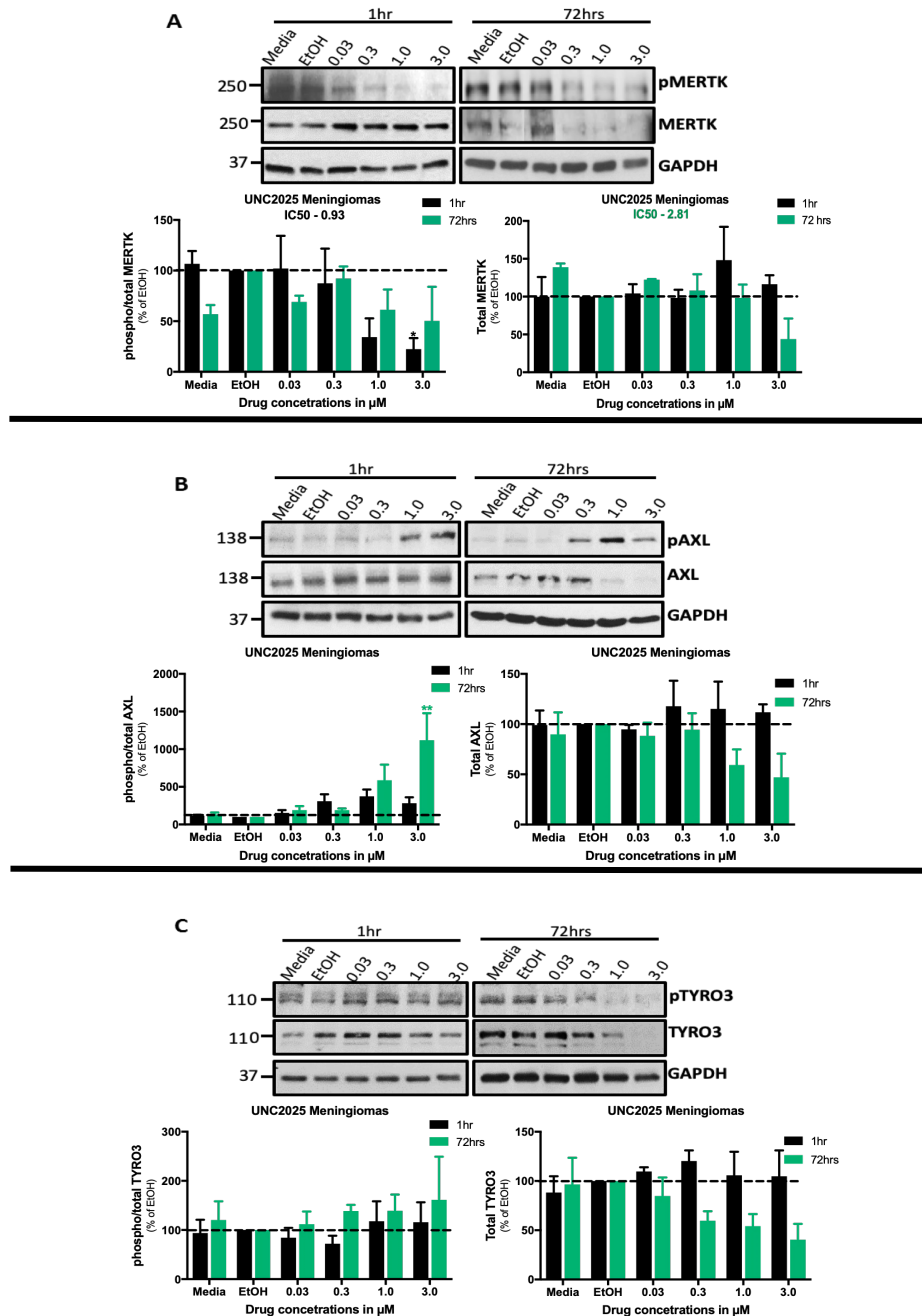 A
1hr
72hrs
Media EtOH 0.03 0.3 1.0 3.0
Media EtOH 0.03 0.3 1.0 3.0
250
pMERTK
250
MERTK
37
GAPDH
UNC2025 Meningiomas
IC50 - 0.93
1hr
72hrs
phospho/total MERTK
(% of EtOH)
150
100
50
0
Media EtOH 0.03 0.3 1.0 3.0
*
Drug concetrations in µM
UNC2025 Meningiomas
IC50 - 2.81
1hr
72 hrs
Total MERTK
(% of EtOH)
200
150
100
50
0
Media EtOH 0.03 0.3 1.0 3.0
Drug concetrations in µM
B
1hr
72hrs
Media EtOH 0.03 0.3 1.0 3.0
Media EtOH 0.03 0.3 1.0 3.0
138
pAXL
138
AXL
37
GAPDH
UNC2025 Meningiomas
1hr
72hrs
phospho/total AXL
(% of EtOH)
2000
1500
1000
500
0
**
Media EtOH 0.03 0.3 1.0 3.0
Drug concetrations in µM
UNC2025 Meningiomas
1hr
72hrs
Total AXL
(% of EtOH)
150
100
50
0
Media EtOH 0.03 0.3 1.0 3.0
Drug concetrations in µM
C
1hr
72hrs
Media EtOH 0.03 0.3 1.0 3.0
Media EtOH 0.03 0.3 1.0 3.0
110
pTYRO3
110
TYRO3
37
GAPDH
UNC2025 Meningiomas
1hr
72hrs
phospho/total TYRO3
(% of EtOH)
300
200
100
0
Media EtOH 0.03 0.3 1.0 3.0
Drug concetrations in µM
UNC2025 Meningiomas
1hr
72hrs
Total TYRO3
(% of EtOH)
150
100
50
0
Media EtOH 0.03 0.3 1.0 3.0
Drug concetrations in µM